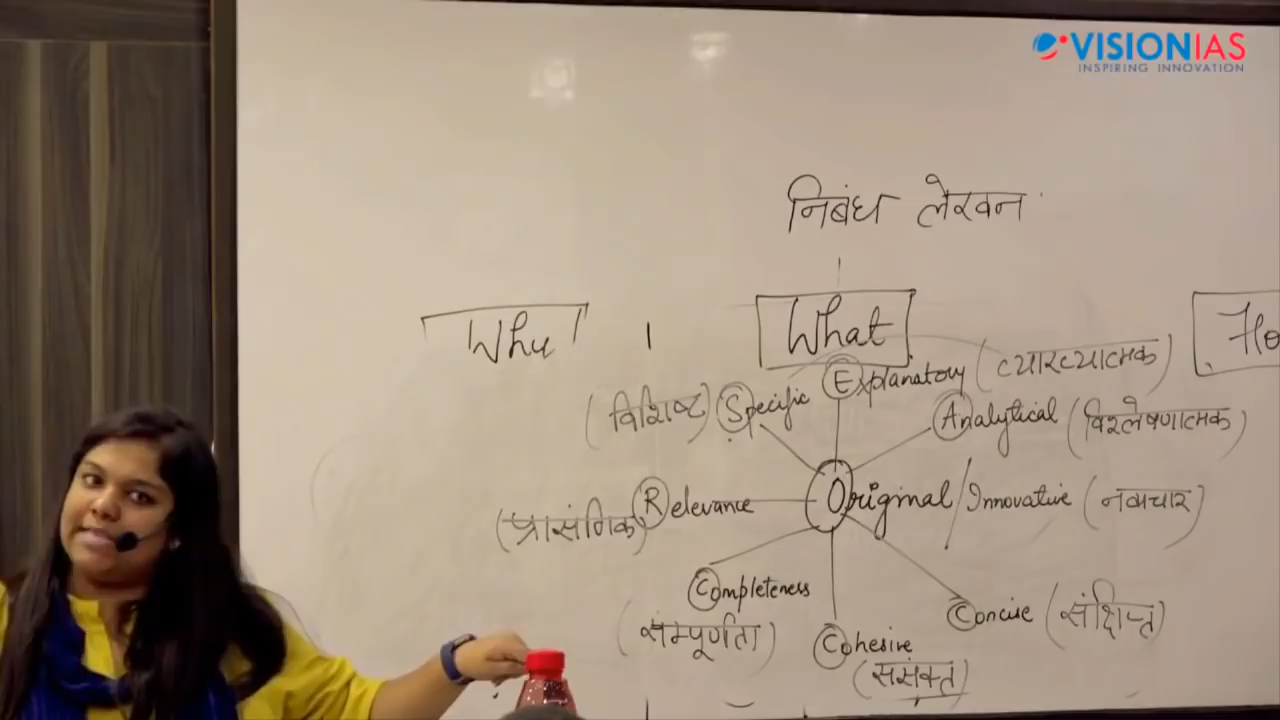 VISIONIAS
INSPIRING INNOVATION
निबंध लेखन
Why
What
Explanatory (व्याख्यात्मक)
(विशिष्ट) Specific
Analytical (विश्लेषणात्मक)
Original / Innovative (नवाचार)
(प्रासंगिक) Relevance
Completeness
(सम्पूर्णता)
Concise (संक्षिप्त)
Cohesive
(ससंक्त)